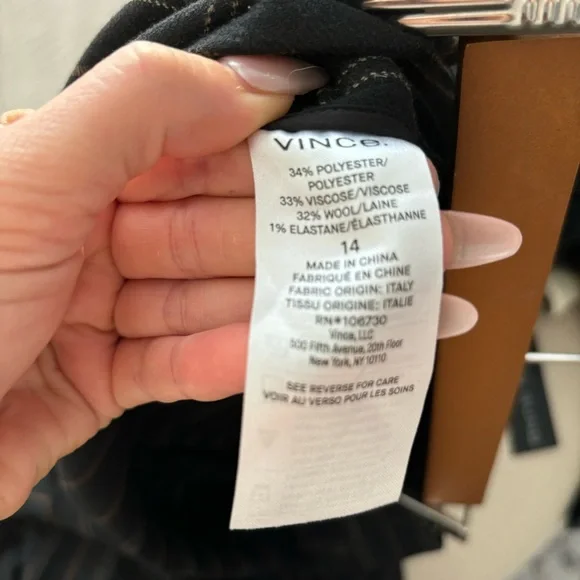 VINCE.
34% POLYESTER/
POLYESTER
33% VISCOSE/VISCOSE
32% WOOL/LAINE
1% ELASTANE/ÉLASTHANNE
14
MADE IN CHINA
FABRIQUÉ EN CHINE
FABRIC ORIGIN: ITALY
TISSU ORIGINE: ITALIE
RN#106730
Vince, LLC
500 Fifth Avenue, 20th Floor
New York, NY 10110
SEE REVERSE FOR CARE
VOIR AU VERSO POUR LES SOINS